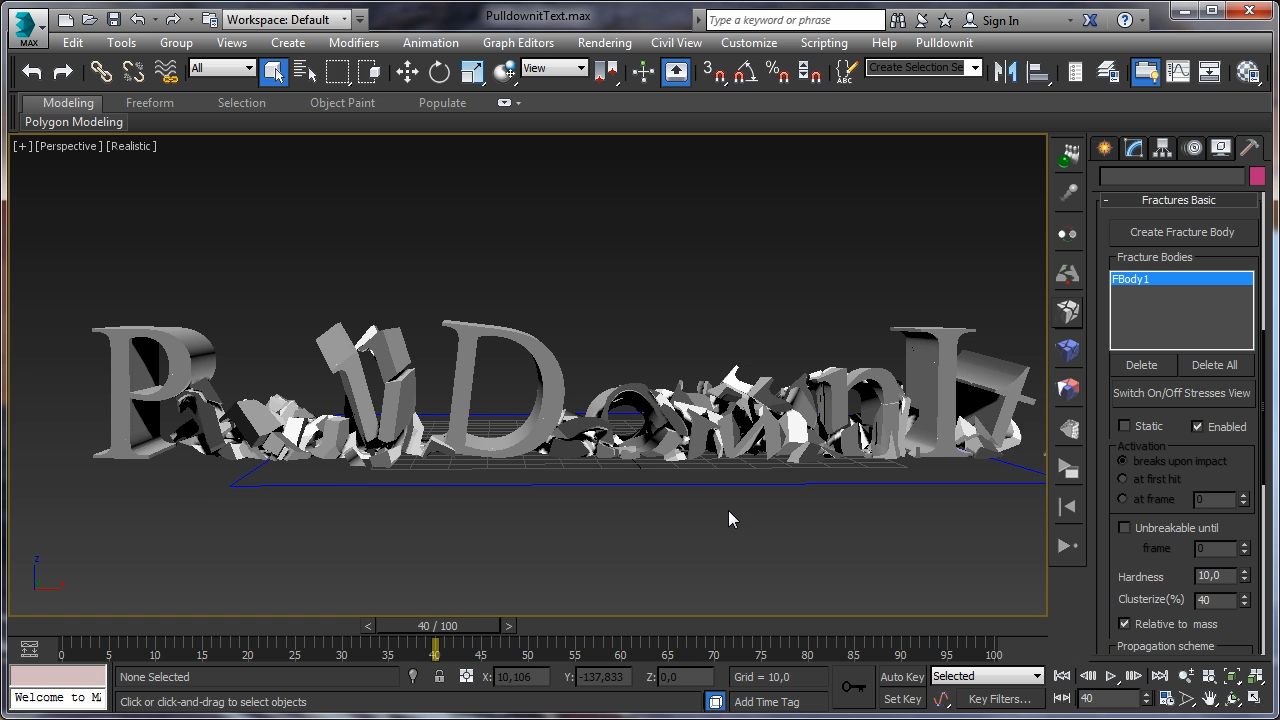 Workspace: Default
PulldownitText.max
Type a keyword or phrase
Sign In
MAX
Edit Tools Group Views Create Modifiers Animation Graph Editors Rendering Civil View Customize Scripting Help Pulldownit
All
View
3
%
ABC
Create Selection Se
Modeling Freeform Selection Object Paint Populate
Polygon Modeling
[+] [Perspective] [Realistic]
PullDownIt
z
- Fractures Basic
Create Fracture Body
Fracture Bodies
FBody1
Delete Delete All
Switch On/Off Stresses View
Static Enabled
Activation
breaks upon impact
at first hit
at frame 0
Unbreakable until
frame 0
Hardness 10,0
Clusterize(%) 40
Relative to mass
Propagation scheme
< 40 / 100 >
0 5 10 15 20 25 30 35 40 45 50 55 60 65 70 75 80 85 90 95 100
None Selected X: 10,106 Y: -137,833 Z: 0,0 Grid = 10,0 Auto Key Selected
Welcome to M
Click or click-and-drag to select objects Add Time Tag Set Key Key Filters... 40